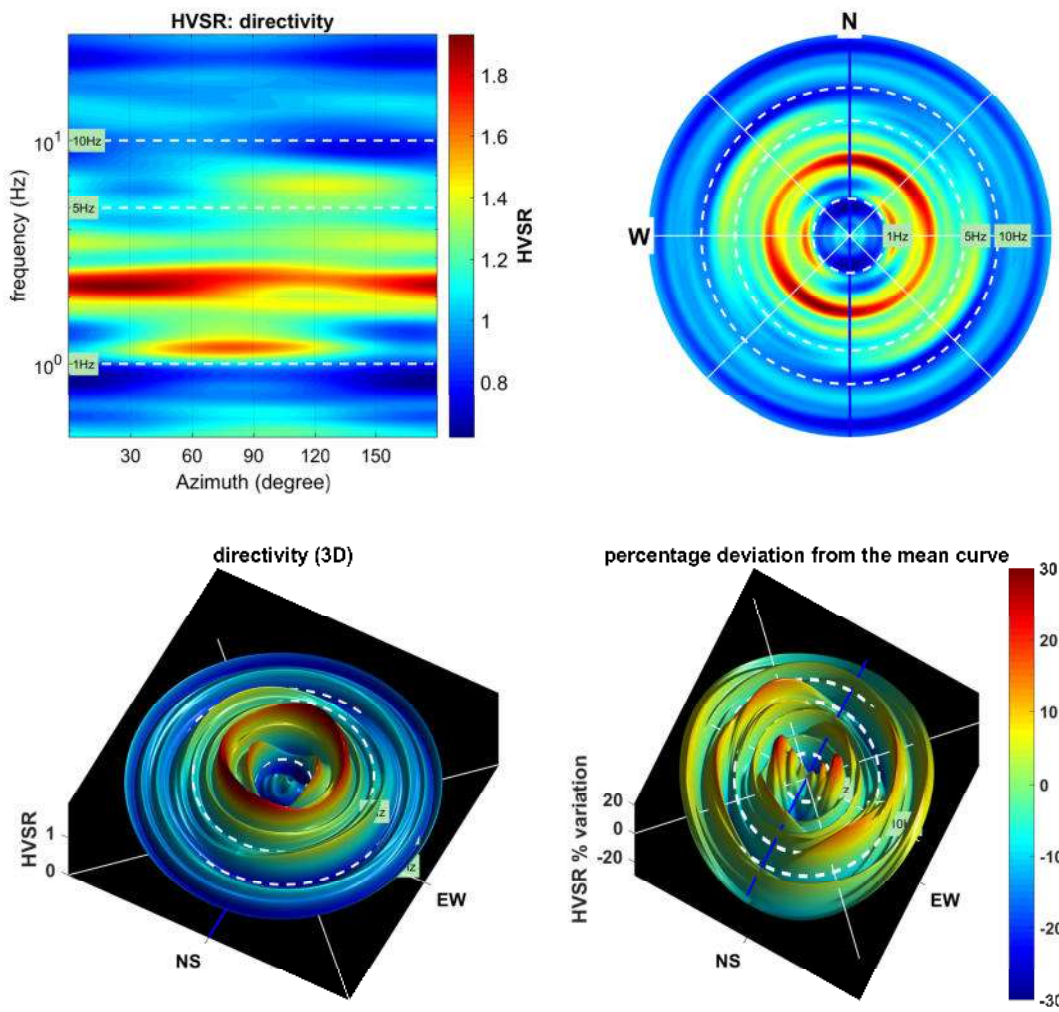 HVSR: directivity
10¹
10⁰
frequency (Hz)
10Hz
5Hz
1Hz
30
60
90
120
150
Azimuth (degree)
1.8
1.6
1.4
1.2
1
0.8
HVSR
N
W
1Hz
5Hz
10Hz
directivity (3D)
HVSR
1
0
NS
EW
percentage deviation from the mean curve
HVSR % variation
20
0
-20
NS
EW
30
20
10
0
-10
-20
-30